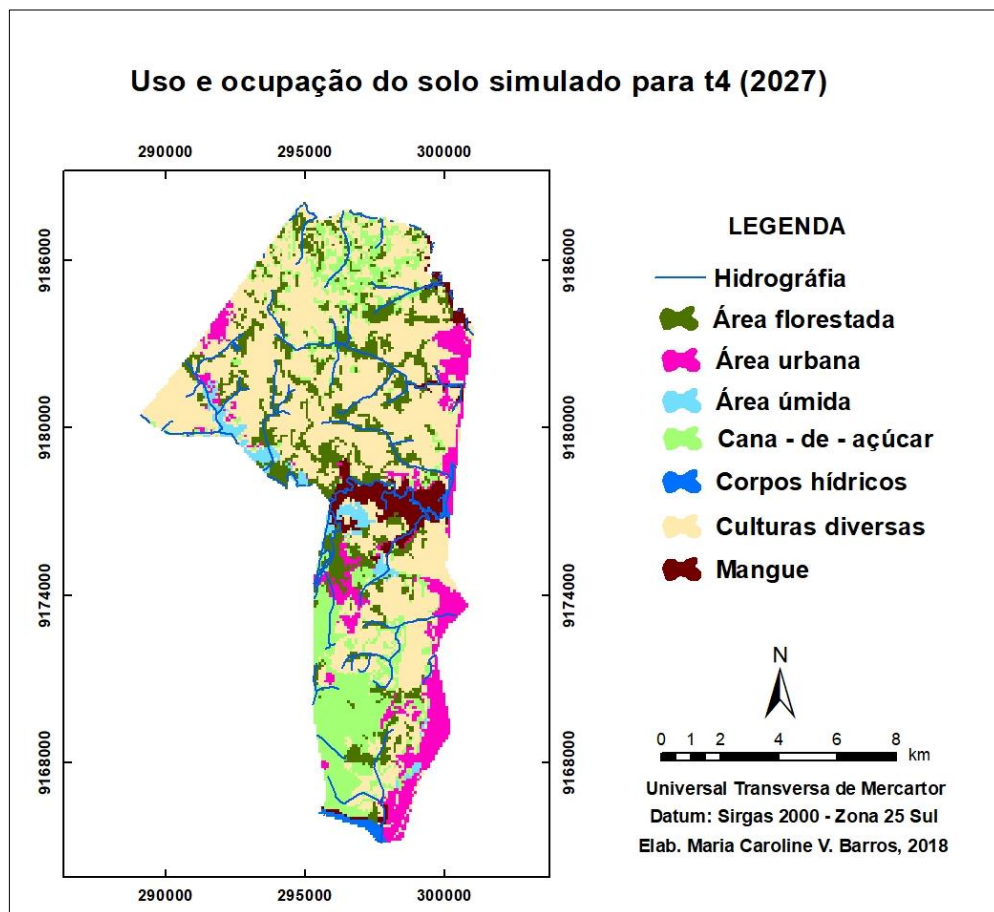 Uso e ocupação do solo simulado para t4 (2027)
290000 295000 300000
9186000
9180000
9174000
9168000
9186000
9180000
9174000
9168000
290000 295000 300000
LEGENDA
Hidrográfia
Área florestada
Área urbana
Área úmida
Cana - de - açúcar
Corpos hídricos
Culturas diversas
Mangue
N
0 1 2 4 6 8
km
Universal Transversa de Mercartor
Datum: Sirgas 2000 - Zona 25 Sul
Elab. Maria Caroline V. Barros, 2018